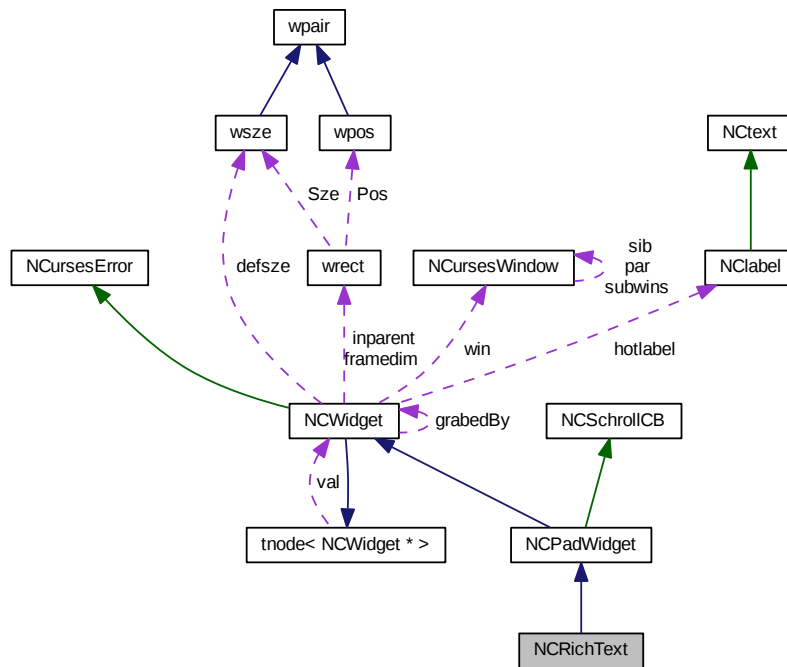 wpair
wsze
wpos
NCtext
Sze
Pos
NCursesError
defsze
wrect
NCursesWindow
sib
par
subwins
NClabel
inparent
framedim
win
hotlabel
NCWidget
grabedBy
NCSchrollCB
val
tnode< NCWidget * >
NCPadWidget
NCRichText